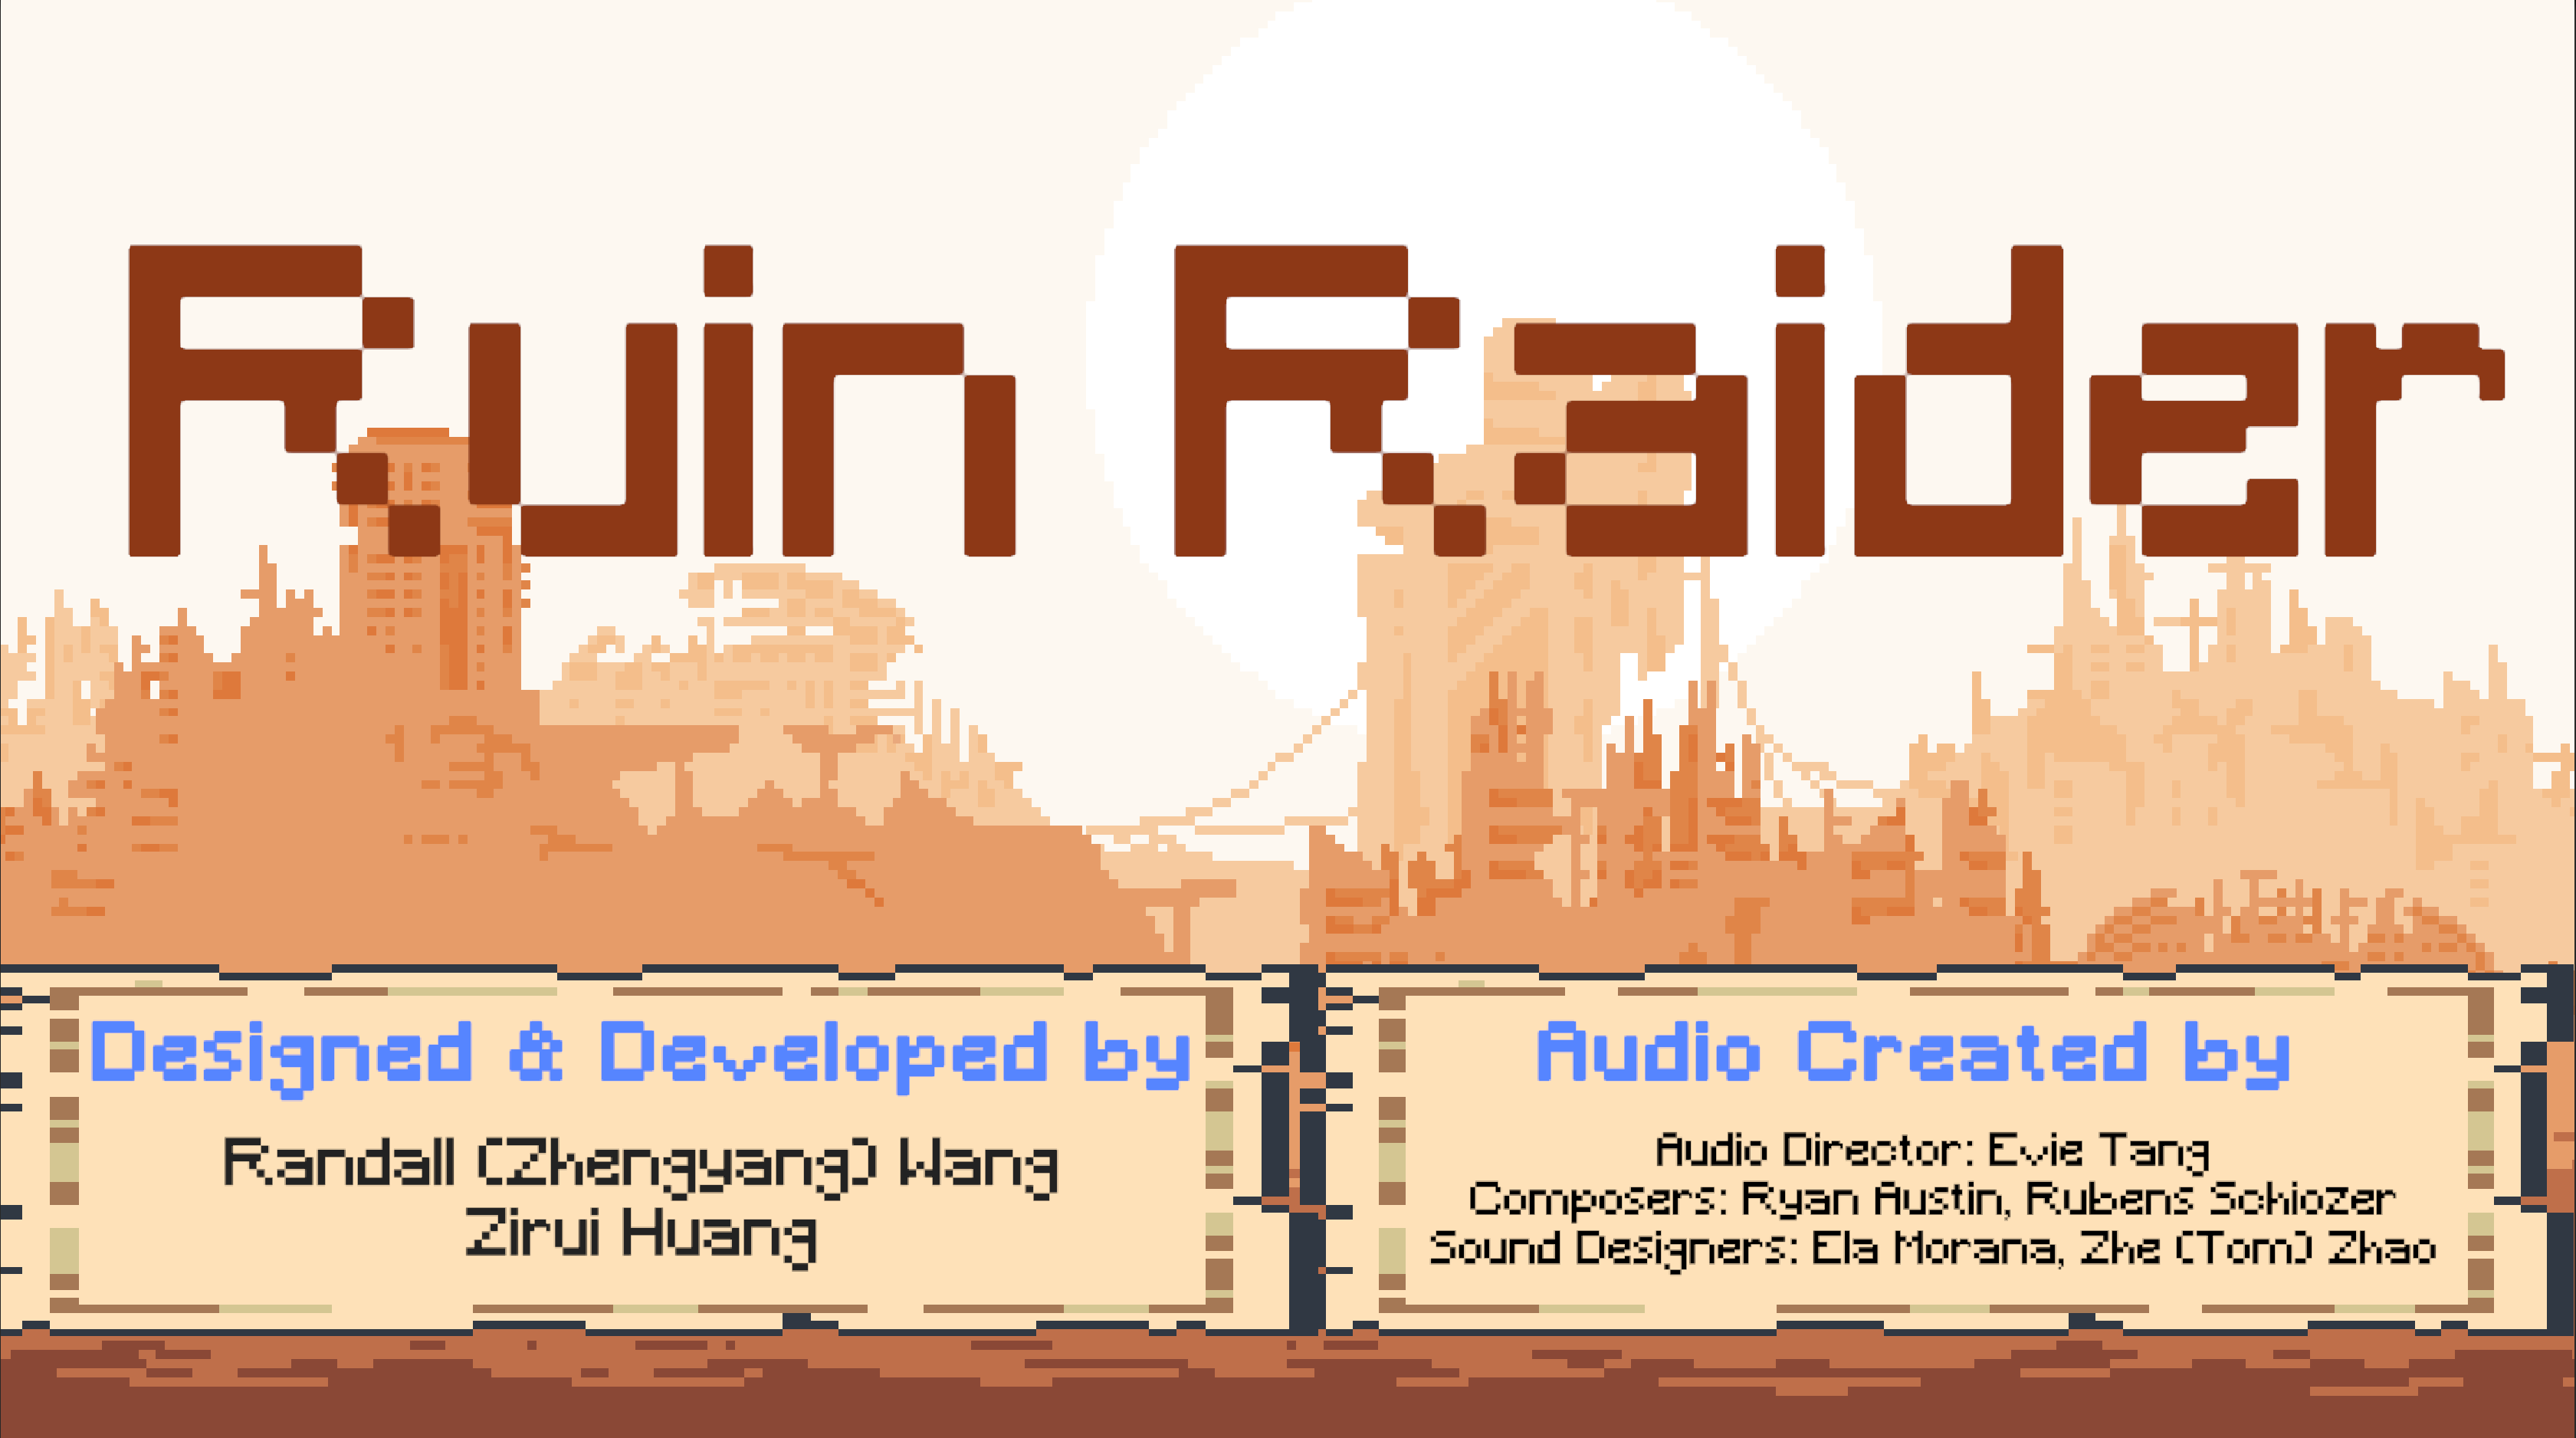 Ruin Raider
Designed & Developed by
Randall (Zhengyang) Wang
Zirui Huang
Audio Created by
Audio Director: Evie Tang
Composers: Ryan Austin, Rubens Schiozer
Sound Designers: Ela Morana, Zhe (Tom) Zhao